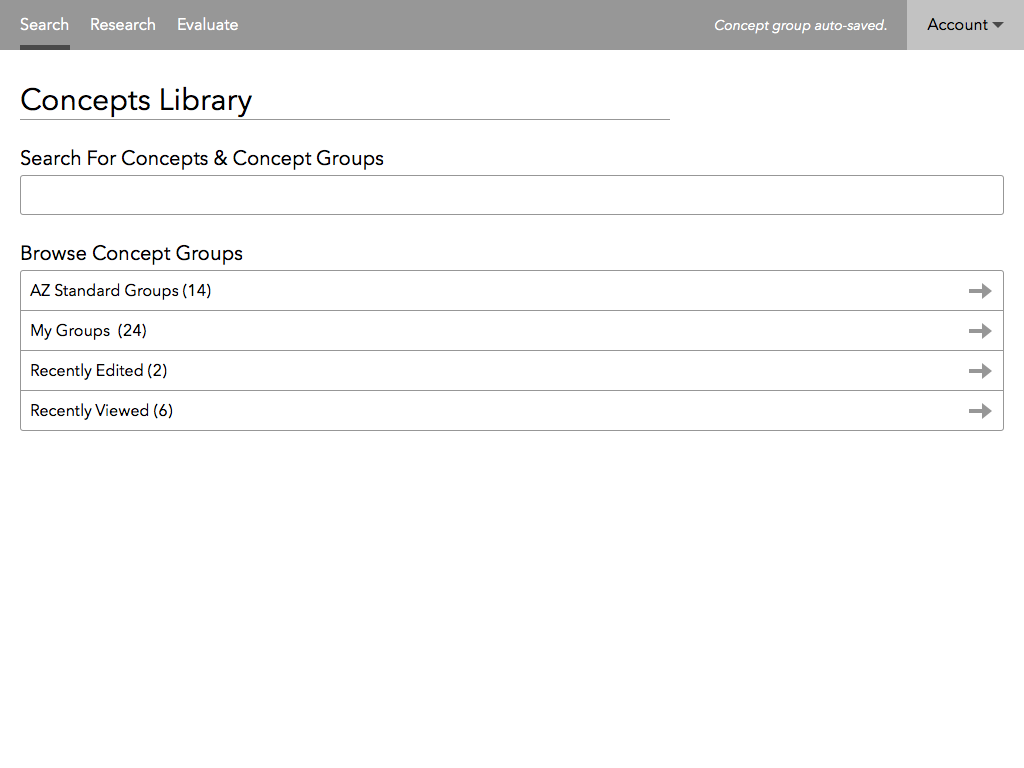 Search Research Evaluate Concept group auto-saved. Account
Concepts Library
Search For Concepts & Concept Groups
Browse Concept Groups
AZ Standard Groups (14)
My Groups  (24)
Recently Edited (2)
Recently Viewed (6)